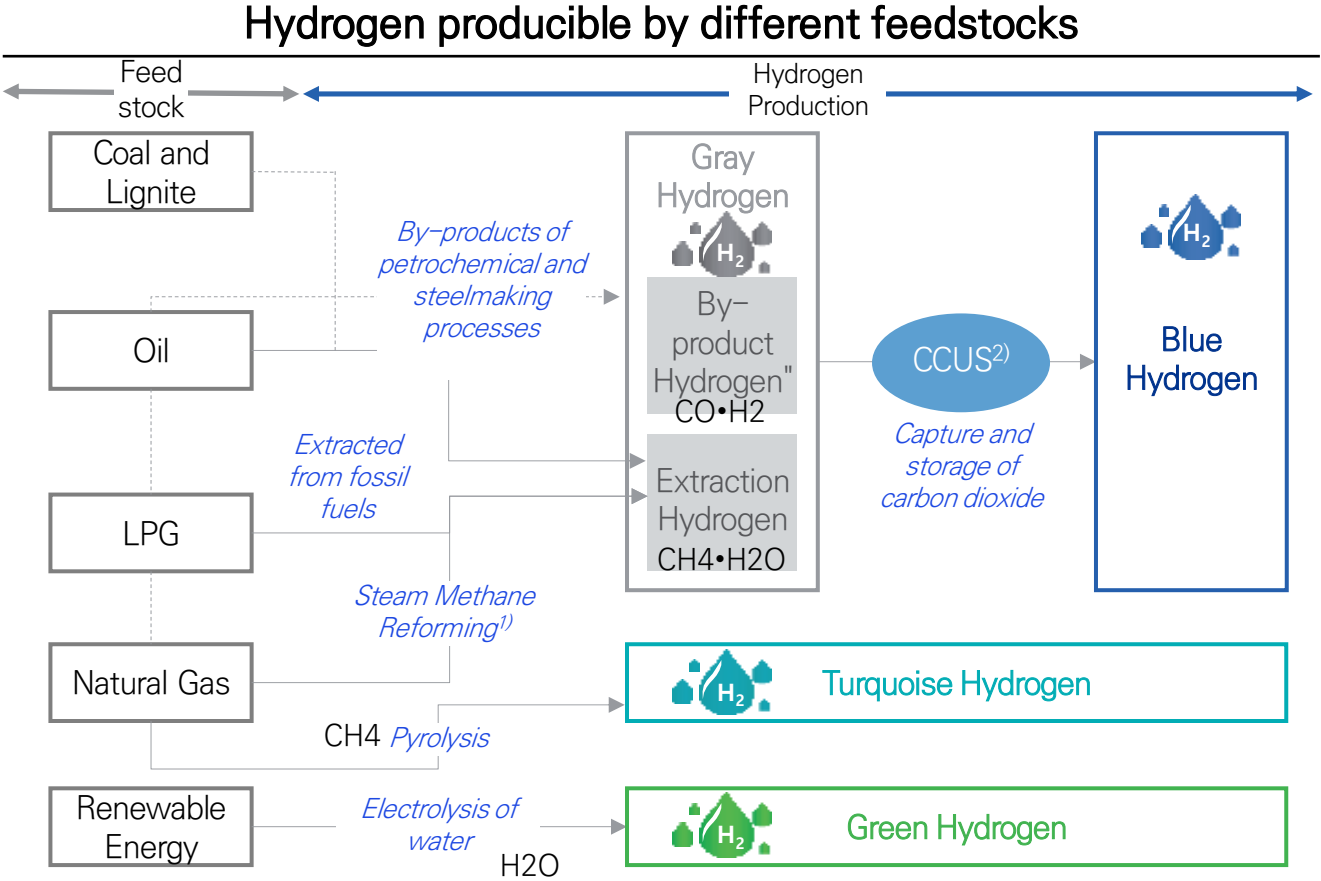 Hydrogen producible by different feedstocks
Feed
stock
Hydrogen
Production
Coal and
Lignite
Oil
LPG
Natural Gas
Renewable
Energy
By-products of
petrochemical and
steelmaking
processes
Extracted
from fossil
fuels
Steam Methane
Reforming¹⁾
CH4 Pyrolysis
Electrolysis of
water
H2O
Gray
Hydrogen
H₂
By-
product
Hydrogen"
CO•H2
Extraction
Hydrogen
CH4•H2O
CCUS²⁾
Capture and
storage of
carbon dioxide
H₂
Blue
Hydrogen
H₂
Turquoise Hydrogen
H₂
Green Hydrogen